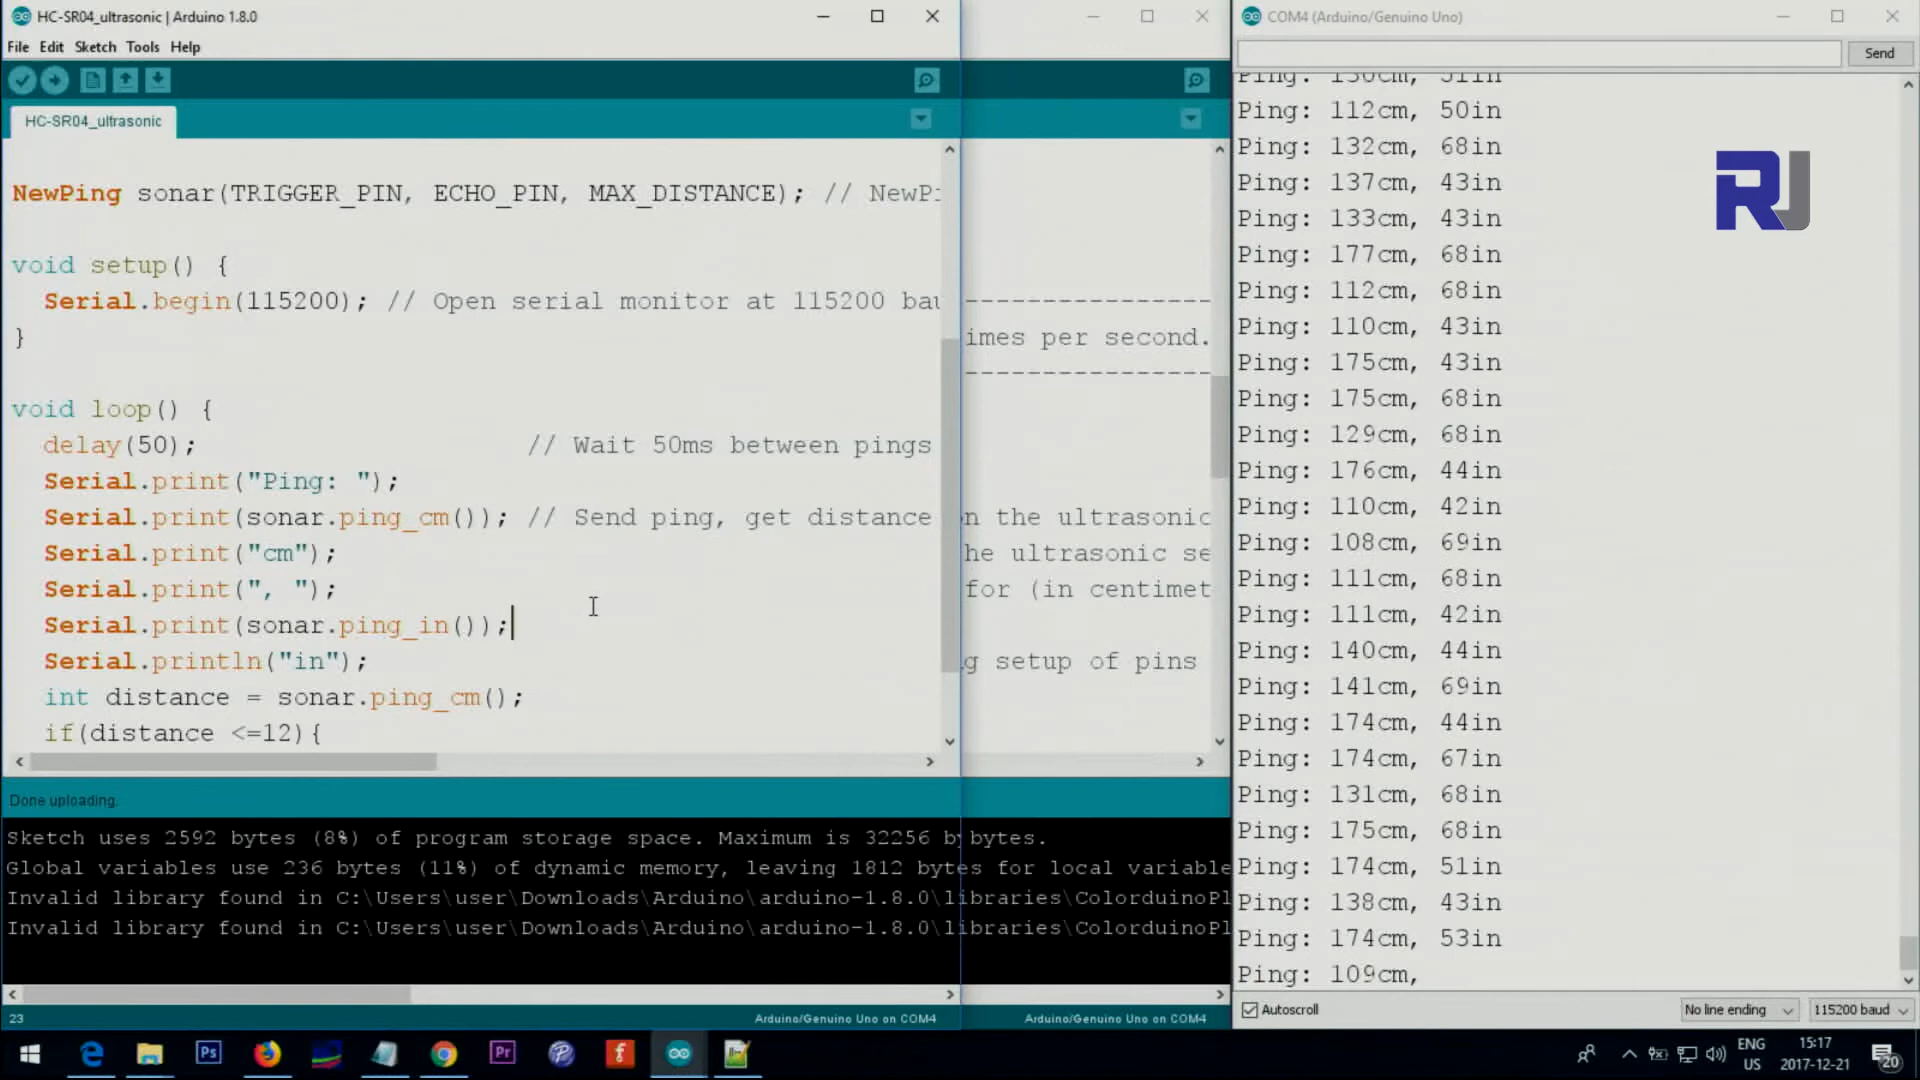 HC-SR04_ultrasonic | Arduino 1.8.0
File Edit Sketch Tools Help
HC-SR04_ultrasonic
NewPing sonar(TRIGGER_PIN, ECHO_PIN, MAX_DISTANCE); // NewPi
void setup() {
Serial.begin(115200); // Open serial monitor at 115200 bau
}
void loop() {
delay(50); // Wait 50ms between pings
Serial.print("Ping: ");
Serial.print(sonar.ping_cm()); // Send ping, get distance
Serial.print("cm");
Serial.print(", ");
Serial.print(sonar.ping_in());
Serial.println("in");
int distance = sonar.ping_cm();
if(distance <=12){
Done uploading.
Sketch uses 2592 bytes (8%) of program storage space. Maximum is 32256 b
Global variables use 236 bytes (11%) of dynamic memory, leaving 1812 byt
Invalid library found in C:\Users\user\Downloads\Arduino\arduino-1.8.0\l
Invalid library found in C:\Users\user\Downloads\Arduino\arduino-1.8.0\l
23
Arduino/Genuino Uno on COM4
----------------
imes per second.
----------------
n the ultrasonic
he ultrasonic se
for (in centimet
g setup of pins
bytes.
es for local variable
ibraries\ColorduinoPl
ibraries\ColorduinoPl
Arduino/Genuino Uno on COM4
COM4 (Arduino/Genuino Uno)
Send
Ping: 130cm, 51in
Ping: 112cm, 50in
Ping: 132cm, 68in
Ping: 137cm, 43in
Ping: 133cm, 43in
Ping: 177cm, 68in
Ping: 112cm, 68in
Ping: 110cm, 43in
Ping: 175cm, 43in
Ping: 175cm, 68in
Ping: 129cm, 68in
Ping: 176cm, 44in
Ping: 110cm, 42in
Ping: 108cm, 69in
Ping: 111cm, 68in
Ping: 111cm, 42in
Ping: 140cm, 44in
Ping: 141cm, 69in
Ping: 174cm, 44in
Ping: 174cm, 67in
Ping: 131cm, 68in
Ping: 175cm, 68in
Ping: 174cm, 51in
Ping: 138cm, 43in
Ping: 174cm, 53in
Ping: 109cm,
Autoscroll
No line ending
115200 baud
RJ
Ps
Pr
ENG
US
15:17
2017-12-21
20